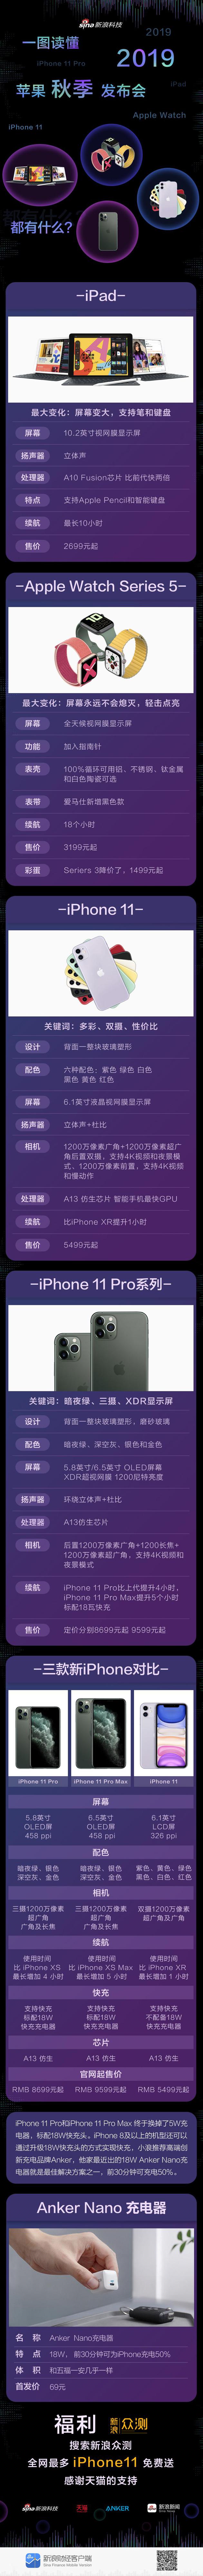 sina 新浪科技
一图读懂
2019
iPhone 11 Pro
2019
iPad
苹果 秋季 发布会
Apple Watch
iPhone 11
都有什么?
都有什么?
-iPad-
最大变化：屏幕变大，支持笔和键盘
屏幕 10.2英寸视网膜显示屏
扬声器 立体声
处理器 A10 Fusion芯片 比前代快两倍
特点 支持Apple Pencil和智能键盘
续航 最长10小时
售价 2699元起
-Apple Watch Series 5-
最大变化：屏幕永远不会熄灭，轻击点亮
屏幕 全天候视网膜显示屏
功能 加入指南针
表壳 100%循环可用铝、不锈钢、钛金属
和白色陶瓷可选
表带 爱马仕新增黑色款
续航 18个小时
售价 3199元起
彩蛋 Seriers 3降价了，1499元起
-iPhone 11-
关键词：多彩、双摄、性价比
设计 背面一整块玻璃塑形
配色 六种配色：紫色 绿色 白色
黑色 黄色 红色
屏幕 6.1英寸液晶视网膜显示屏
扬声器 立体声+杜比
相机 1200万像素广角+1200万像素超广
角后置双摄，支持4K视频和夜景模
式、1200万像素前置，支持4K视频
和慢动作
处理器 A13 仿生芯片 智能手机最快GPU
续航 比iPhone XR提升1小时
售价 5499元起
-iPhone 11 Pro系列-
关键词：暗夜绿、三摄、XDR显示屏
设计 背面一整块玻璃塑形，磨砂玻璃
配色 暗夜绿、深空灰、银色和金色
屏幕 5.8英寸/6.5英寸 OLED屏幕
XDR超视网膜 1200尼特亮度
扬声器 环绕立体声+杜比
处理器 A13仿生芯片
相机 后置1200万像素广角+1200长焦+
1200万像素超广角，支持4K视频和
夜景模式
续航 iPhone 11 Pro比上代提升4小时，
iPhone 11 Pro Max提升5个小时
标配18瓦快充
售价 定价分别8699元起 9599元起
-三款新iPhone对比-
iPhone 11 Pro iPhone 11 Pro Max iPhone 11
屏幕
5.8英寸 6.5英寸 6.1英寸
OLED屏 OLED屏 LCD屏
458 ppi 458 ppi 326 ppi
配色
暗夜绿、银色 暗夜绿、银色 紫色、黄色、绿色
深空灰、金色 深空灰、金色 黑色、白色、红色
相机
三摄1200万像素 三摄1200万像素 双摄1200万像素
超广角 超广角 超广角及广角
广角及长焦 广角及长焦
续航
使用时间 使用时间 使用时间
比 iPhone XS 比 iPhone XS Max 比 iPhone XR
最长增加 4 小时 最长增加 5 小时 最长增加 1 小时
快充
支持快充 支持快充 支持快充
标配18W 标配18W 不配备18W
快充充电器 快充充电器 快充充电器
芯片
A13 仿生 A13 仿生 A13 仿生
官网起售价
RMB 8699元起 RMB 9599元起 RMB 5499元起
iPhone 11 Pro和iPhone 11 Pro Max 终于换掉了5W充
电器，标配18W快充头。iPhone 8及以上的机型还可以
通过升级18W快充头的方式实现快充，小浪推荐高端创
新充电品牌Anker，他家最近出的18W Anker Nano充
电器就是最佳解决方案之一，前30分钟可充电50%。
Anker Nano 充电器
名 称 Anker Nano充电器
特 点 18W，前30分钟可为iPhone充电50%
体 积 和五福一安几乎一样
首发价 69元
福利 新浪众测
搜索新浪众测
全网最多 iPhone11 免费送
感谢天猫的支持
sina 新浪科技 天猫 ANKER 新浪新闻
新浪财经客户端
Sina Finance Mobile Version